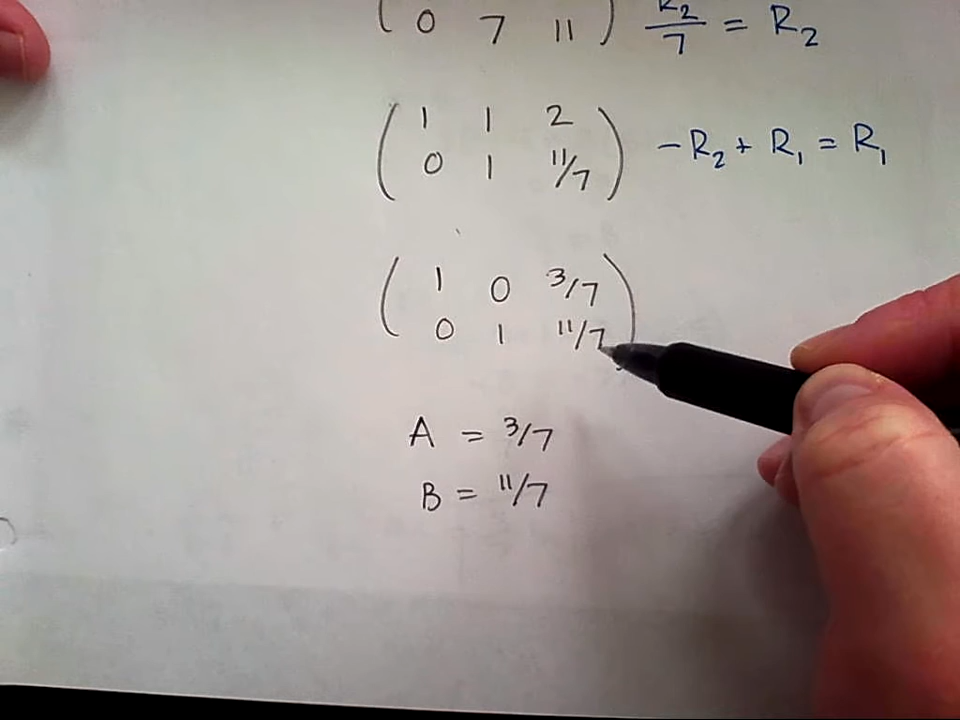 ( 0 7 11 ) R₂/7 = R₂
( 1 1 2
0 1 11/7 ) -R₂ + R₁ = R₁
( 1 0 3/7
0 1 11/7 )
A = 3/7
B = 11/7